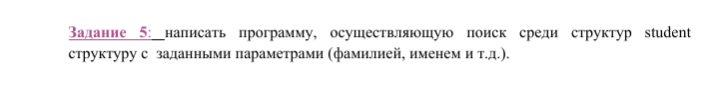 Задание 5: написать программу, осуществляющую поиск среди структур student
структуру с заданными параметрами (фамилией, именем и т.д.).